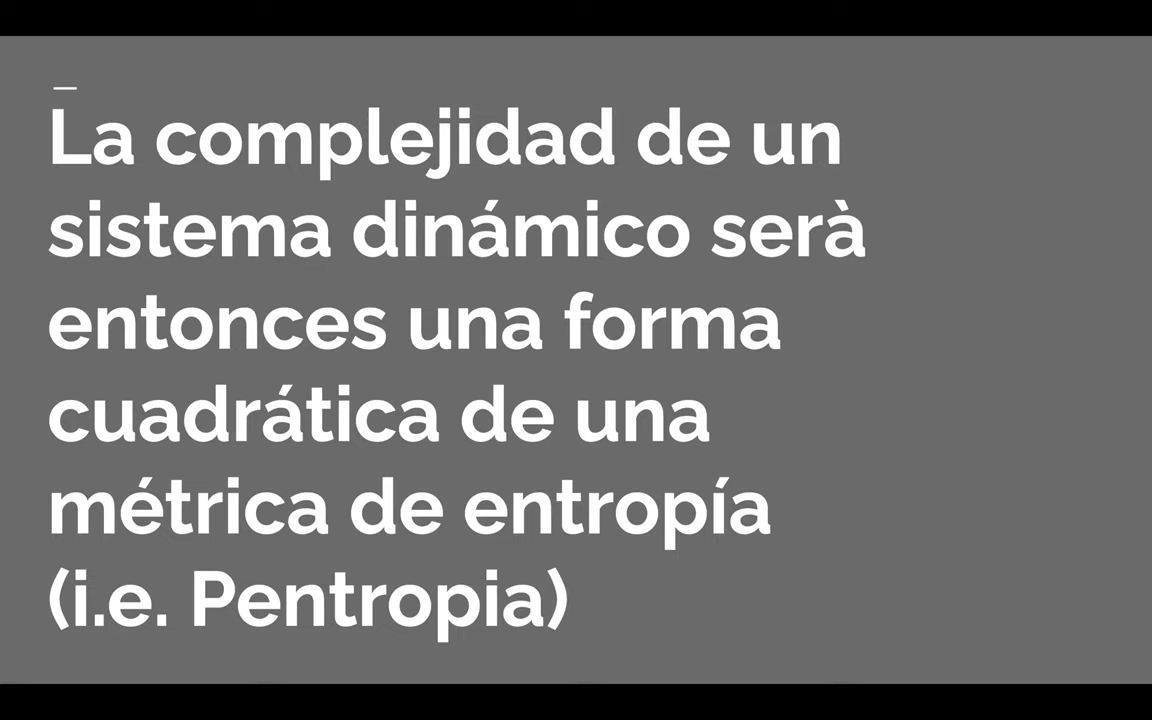 La complejidad de un
sistema dinámico serà
entonces una forma
cuadrática de una
métrica de entropía
(i.e. Pentropia)